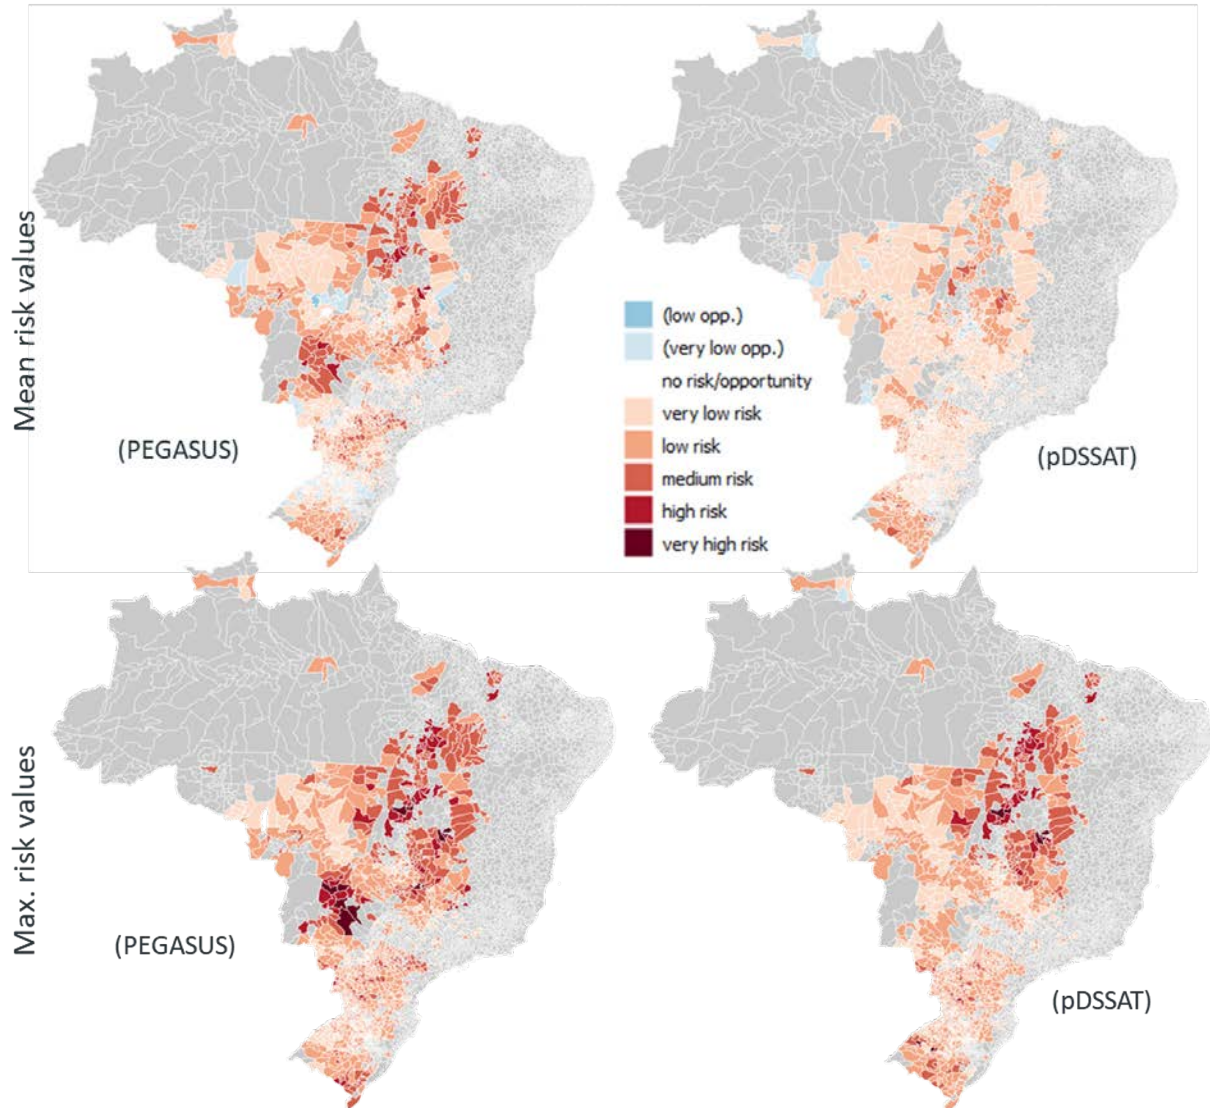 Mean risk values
(low opp.)
(very low opp.)
no risk/opportunity
very low risk
low risk
medium risk
high risk
very high risk
(PEGASUS)
(pDSSAT)
Max. risk values
(PEGASUS)
(pDSSAT)